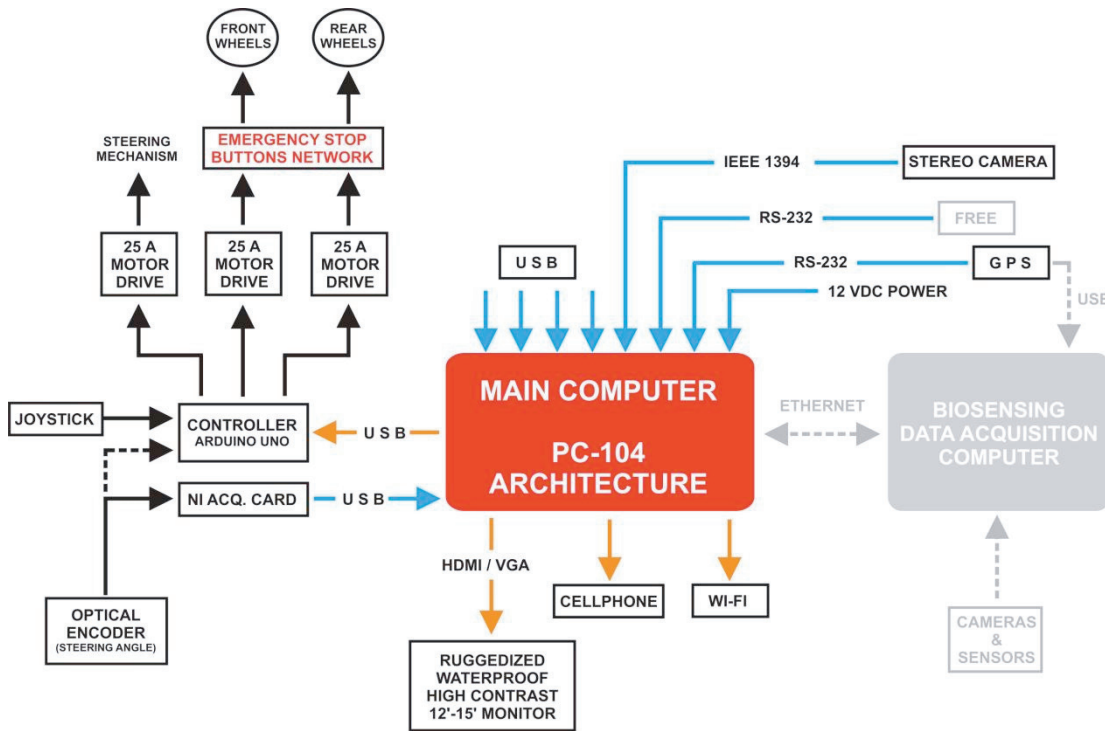 FRONT
WHEELS
REAR
WHEELS
STEERING
MECHANISM
EMERGENCY STOP
BUTTONS NETWORK
IEEE 1394
STEREO CAMERA
RS-232
FREE
25 A
MOTOR
DRIVE
25 A
MOTOR
DRIVE
25 A
MOTOR
DRIVE
U S B
RS-232
G P S
12 VDC POWER
USB
MAIN COMPUTER
PC-104
ARCHITECTURE
ETHERNET
BIOSENSING
DATA ACQUISITION
COMPUTER
JOYSTICK
CONTROLLER
ARDUINO UNO
U S B
NI ACQ. CARD
U S B
HDMI / VGA
CELLPHONE
WI-FI
OPTICAL
ENCODER
(STEERING ANGLE)
CAMERAS
&
SENSORS
RUGGEDIZED
WATERPROOF
HIGH CONTRAST
12'-15' MONITOR